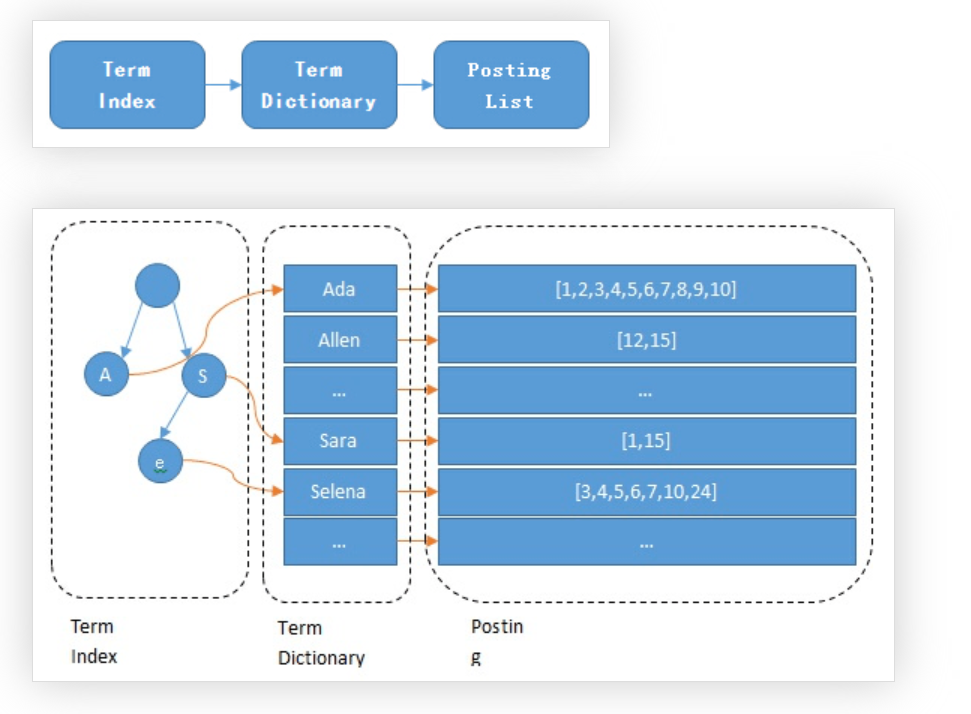 Term
Index
Term
Dictionary
Posting
List
A
S
e
Ada
[1,2,3,4,5,6,7,8,9,10]
Allen
[12,15]
...
...
Sara
[1,15]
Selena
[3,4,5,6,7,10,24]
...
...
Term
Index
Term
Dictionary
Postin
g